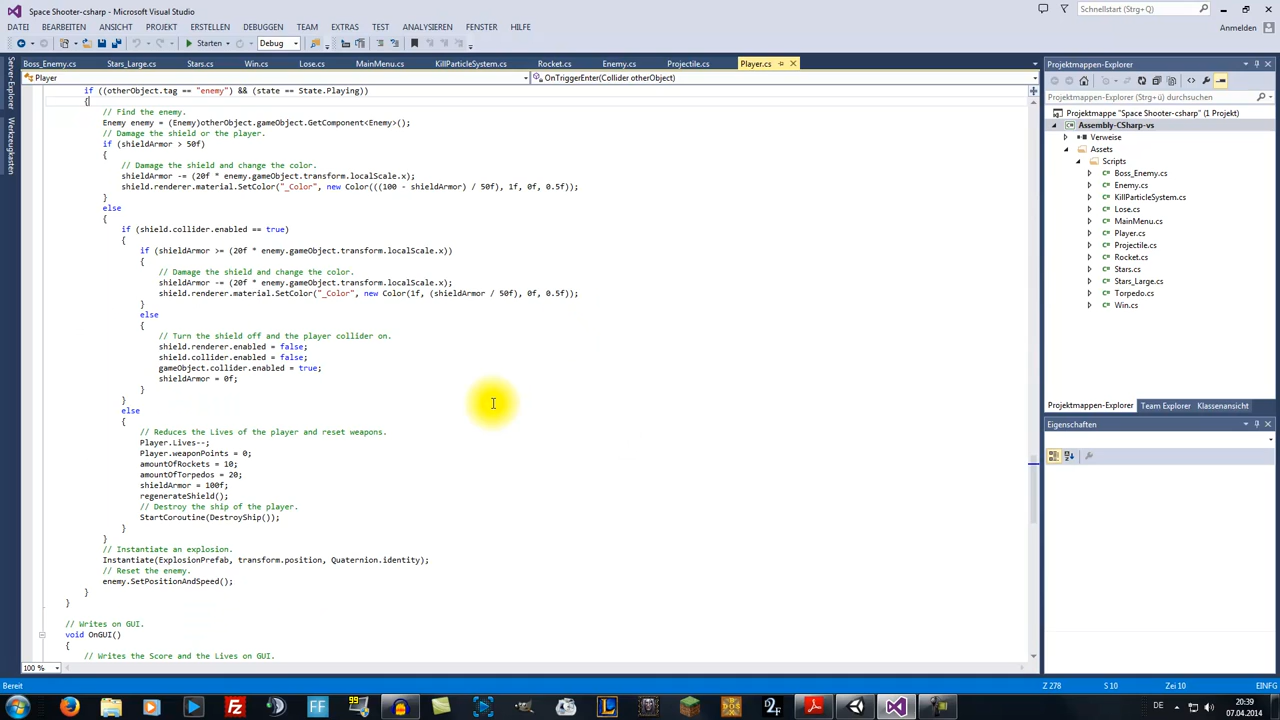 Space Shooter-csharp - Microsoft Visual Studio
Schnellstart (Strg+Q)
DATEI BEARBEITEN ANSICHT PROJEKT ERSTELLEN DEBUGGEN TEAM EXTRAS TEST ANALYSIEREN FENSTER HILFE
Anmelden
Starten Debug
Boss_Enemy.cs Stars_Large.cs Stars.cs Win.cs Lose.cs MainMenu.cs KillParticleSystem.cs Rocket.cs Enemy.cs Projectile.cs Player.cs
Server-Explorer
Werkzeugkasten
Player
OnTriggerEnter(Collider otherObject)
if ((otherObject.tag == "enemy") && (state == State.Playing))
{
// Find the enemy.
Enemy enemy = (Enemy)otherObject.gameObject.GetComponent<Enemy>();
// Damage the shield or the player.
if (shieldArmor > 50f)
{
// Damage the shield and change the color.
shieldArmor -= (20f * enemy.gameObject.transform.localScale.x);
shield.renderer.material.SetColor("_Color", new Color(((100 - shieldArmor) / 50f), 1f, 0f, 0.5f));
}
else
{
if (shield.collider.enabled == true)
{
if (shieldArmor >= (20f * enemy.gameObject.transform.localScale.x))
{
// Damage the shield and change the color.
shieldArmor -= (20f * enemy.gameObject.transform.localScale.x);
shield.renderer.material.SetColor("_Color", new Color(1f, (shieldArmor / 50f), 0f, 0.5f));
}
else
{
// Turn the shield off and the player collider on.
shield.renderer.enabled = false;
shield.collider.enabled = false;
gameObject.collider.enabled = true;
shieldArmor = 0f;
}
}
else
{
// Reduces the Lives of the player and reset weapons.
Player.Lives--;
Player.weaponPoints = 0;
amountOfRockets = 10;
amountOfTorpedos = 20;
shieldArmor = 100f;
regenerateShield();
// Destroy the ship of the player.
StartCoroutine(DestroyShip());
}
}
// Instantiate an explosion.
Instantiate(ExplosionPrefab, transform.position, Quaternion.identity);
// Reset the enemy.
enemy.SetPositionAndSpeed();
}
}
// Writes on GUI.
void OnGUI()
{
// Writes the Score and the Lives on GUI.
100 %
Projektmappen-Explorer
Projektmappen-Explorer (Strg+ü) durchsuchen
Projektmappe "Space Shooter-csharp" (1 Projekt)
Assembly-CSharp-vs
Verweise
Assets
Scripts
Boss_Enemy.cs
Enemy.cs
KillParticleSystem.cs
Lose.cs
MainMenu.cs
Player.cs
Projectile.cs
Rocket.cs
Stars.cs
Stars_Large.cs
Torpedo.cs
Win.cs
Projektmappen-Explorer Team Explorer Klassenansicht
Eigenschaften
Bereit Z 278 S 10 Zei 10 EINFG
DE 20:39
07.04.2014